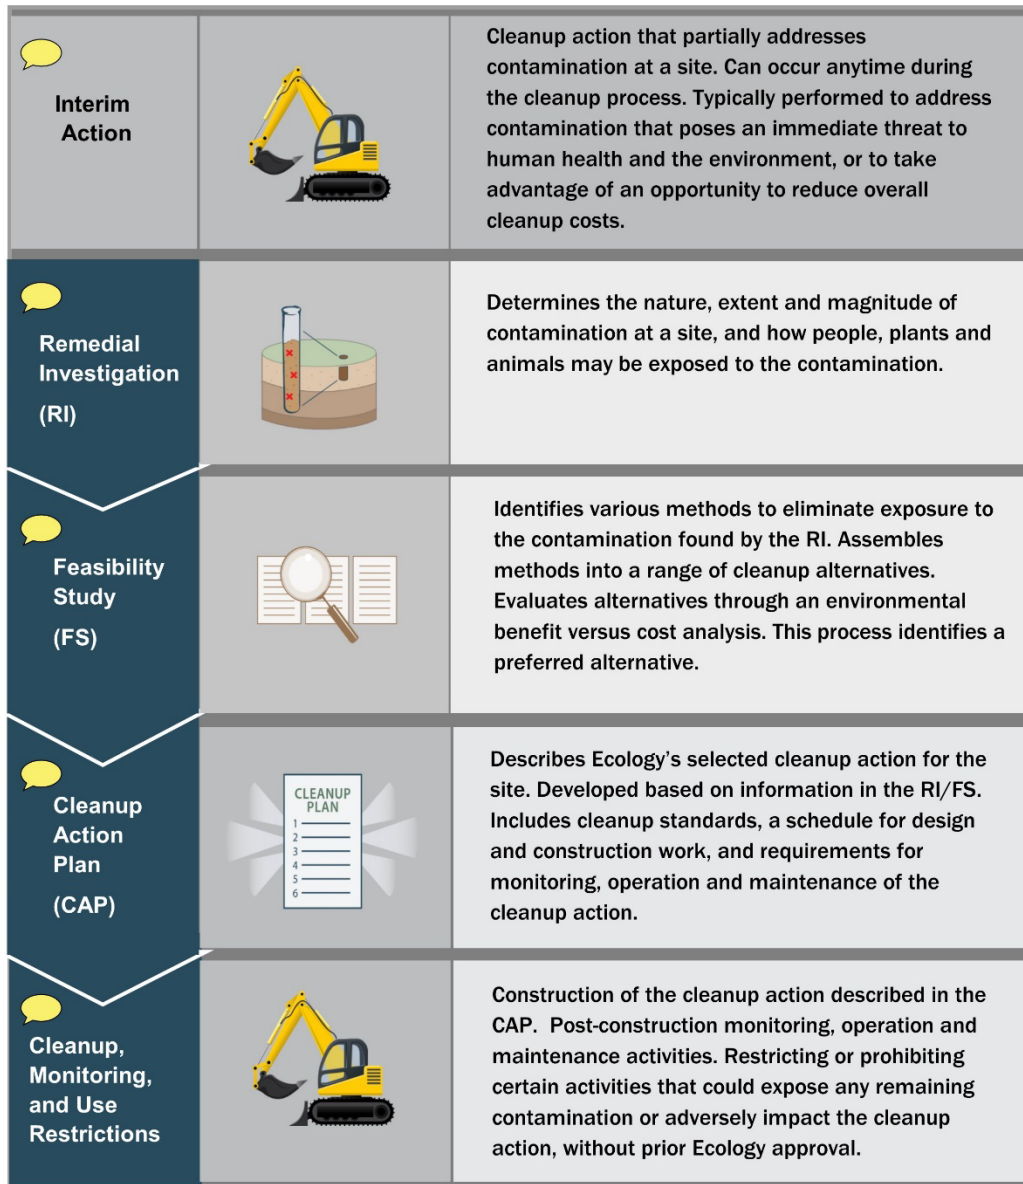 Interim
Action
Cleanup action that partially addresses
contamination at a site. Can occur anytime during
the cleanup process. Typically performed to address
contamination that poses an immediate threat to
human health and the environment, or to take
advantage of an opportunity to reduce overall
cleanup costs.
Remedial
Investigation
(RI)
Determines the nature, extent and magnitude of
contamination at a site, and how people, plants and
animals may be exposed to the contamination.
Feasibility
Study
(FS)
Identifies various methods to eliminate exposure to
the contamination found by the RI. Assembles
methods into a range of cleanup alternatives.
Evaluates alternatives through an environmental
benefit versus cost analysis. This process identifies a
preferred alternative.
Cleanup
Action
Plan
(CAP)
CLEANUP
PLAN
1
2
3
4
5
6
Describes Ecology's selected cleanup action for the
site. Developed based on information in the RI/FS.
Includes cleanup standards, a schedule for design
and construction work, and requirements for
monitoring, operation and maintenance of the
cleanup action.
Cleanup,
Monitoring,
and Use
Restrictions
Construction of the cleanup action described in the
CAP.  Post-construction monitoring, operation and
maintenance activities. Restricting or prohibiting
certain activities that could expose any remaining
contamination or adversely impact the cleanup
action, without prior Ecology approval.